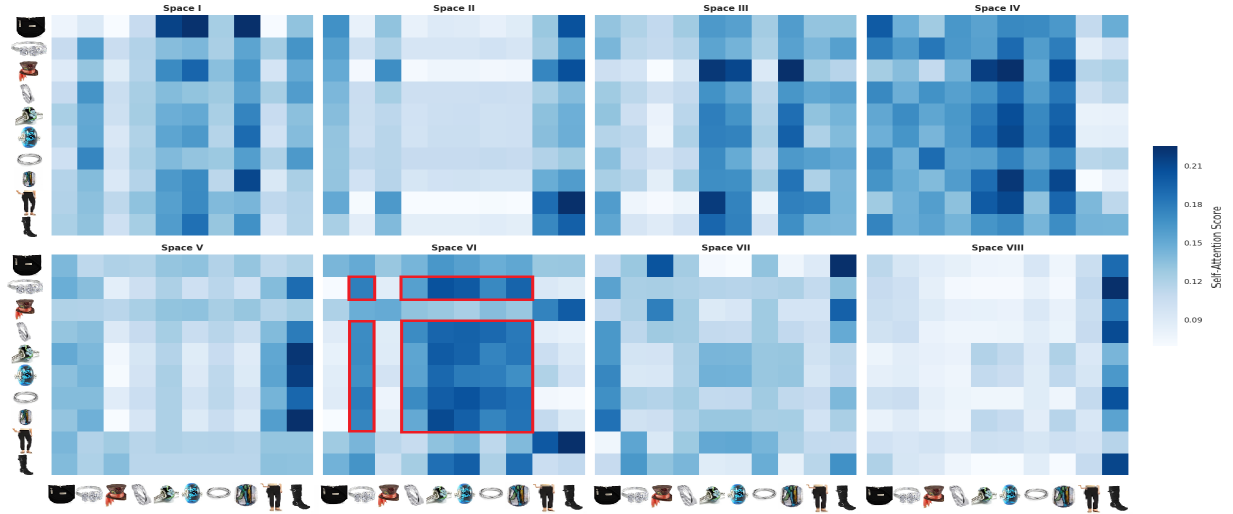 Space I
Space II
Space III
Space IV
0.21
0.18
0.15
0.12
0.09
Self-Attention Score
Space V
Space VI
Space VII
Space VIII